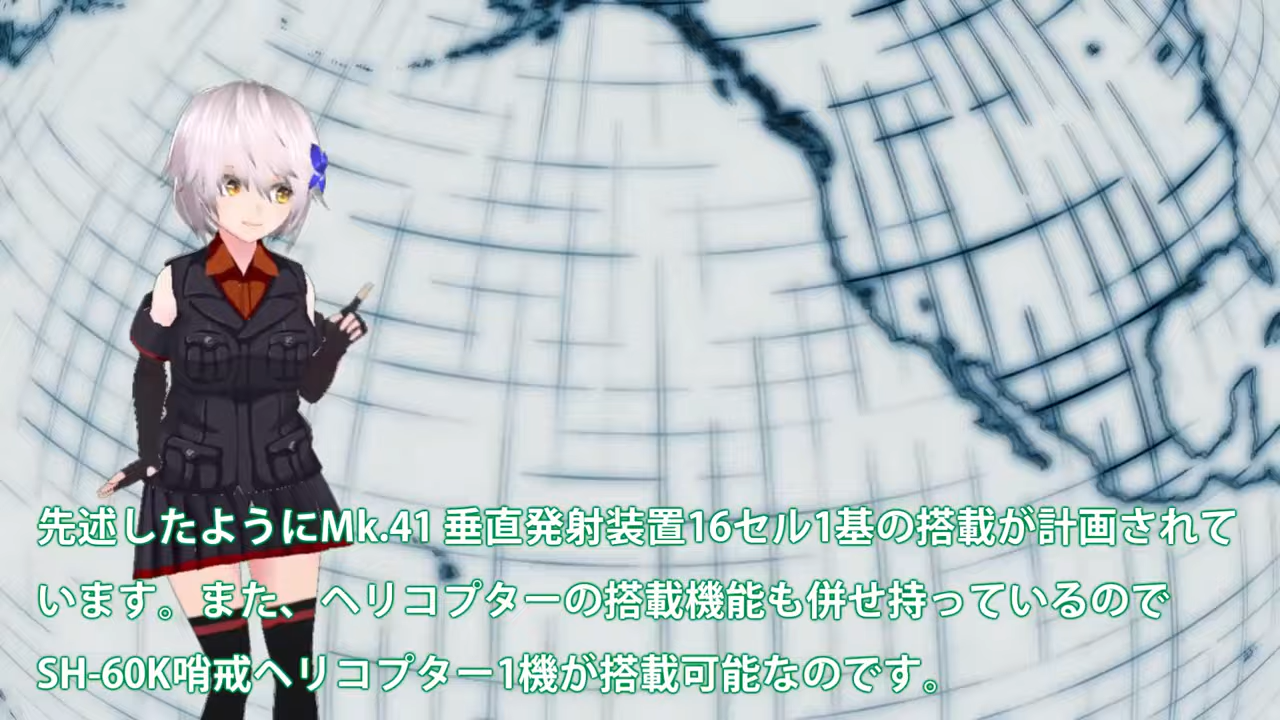 先述したようにMk.41 垂直発射装置16セル1基の搭載が計画されて
います。また、ヘリコプターの搭載機能も併せ持っているので
SH-60K哨戒ヘリコプター1機が搭載可能なのです。